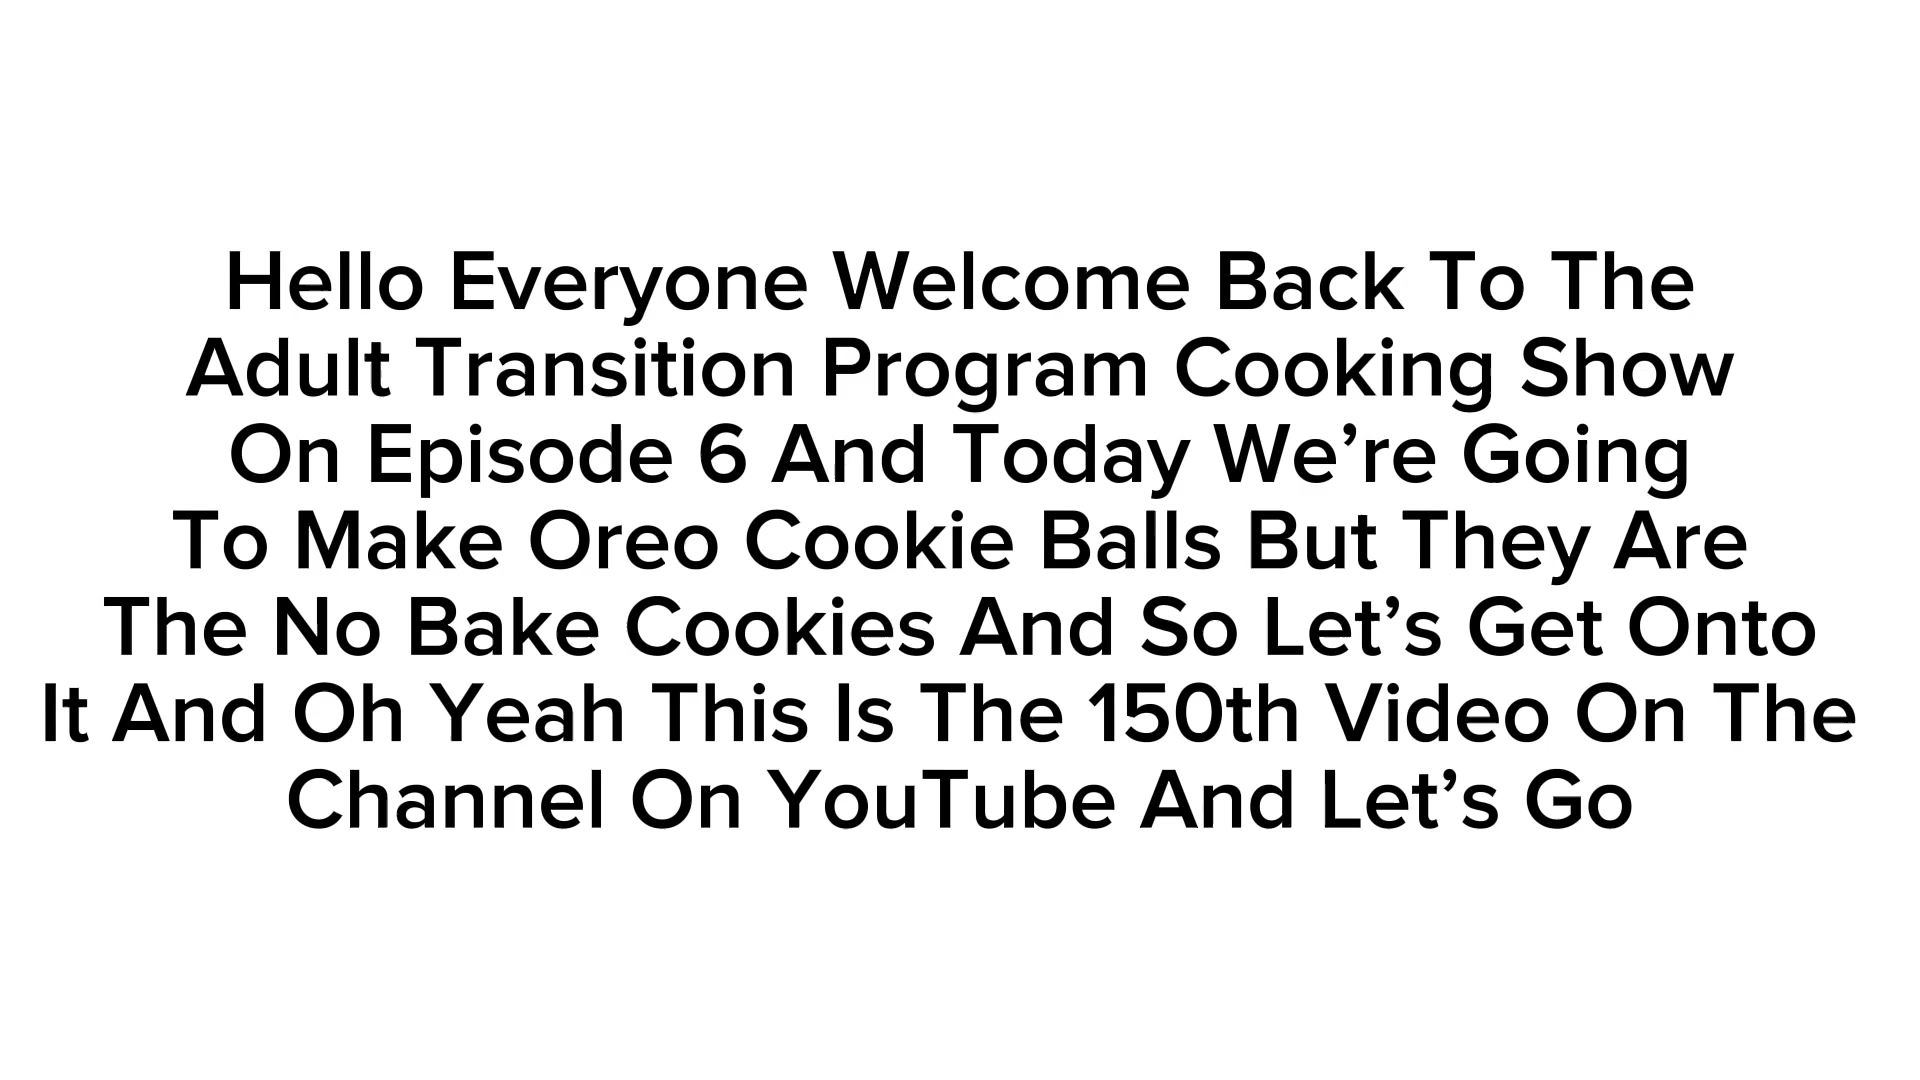 Hello Everyone Welcome Back To The
Adult Transition Program Cooking Show
On Episode 6 And Today We’re Going
To Make Oreo Cookie Balls But They Are
The No Bake Cookies And So Let’s Get Onto
It And Oh Yeah This Is The 150th Video On The
Channel On YouTube And Let’s Go